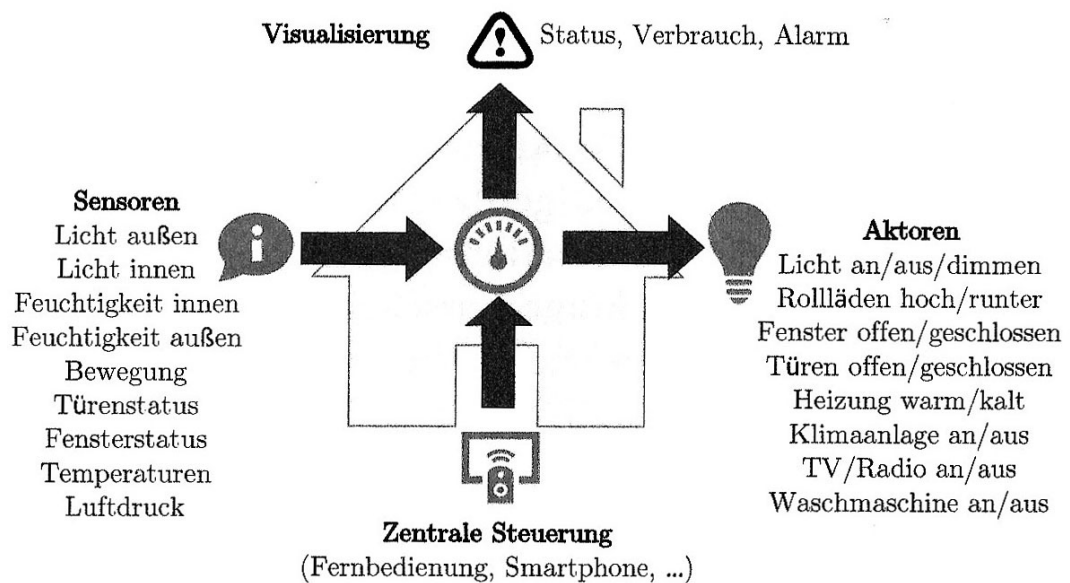 Visualisierung
Status, Verbrauch, Alarm
Sensoren
Licht außen
Licht innen
Feuchtigkeit innen
Feuchtigkeit außen
Bewegung
Türenstatus
Fensterstatus
Temperaturen
Luftdruck
Aktoren
Licht an/aus/dimmen
Rollläden hoch/runter
Fenster offen/geschlossen
Türen offen/geschlossen
Heizung warm/kalt
Klimaanlage an/aus
TV/Radio an/aus
Waschmaschine an/aus
Zentrale Steuerung
(Fernbedienung, Smartphone, ...)